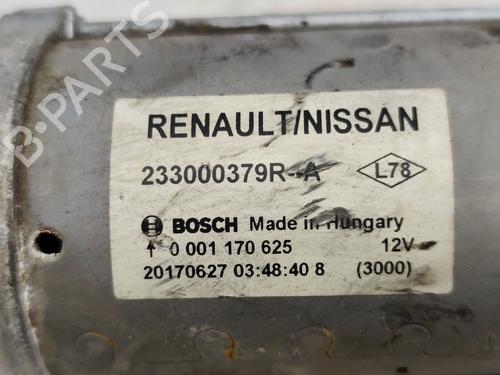 B-PARTS
RENAULT/NISSAN
233000379R--A
L78
BOSCH Made in Hungary
0 001 170 625 12V
20170627 03:48:40 8 (3000)